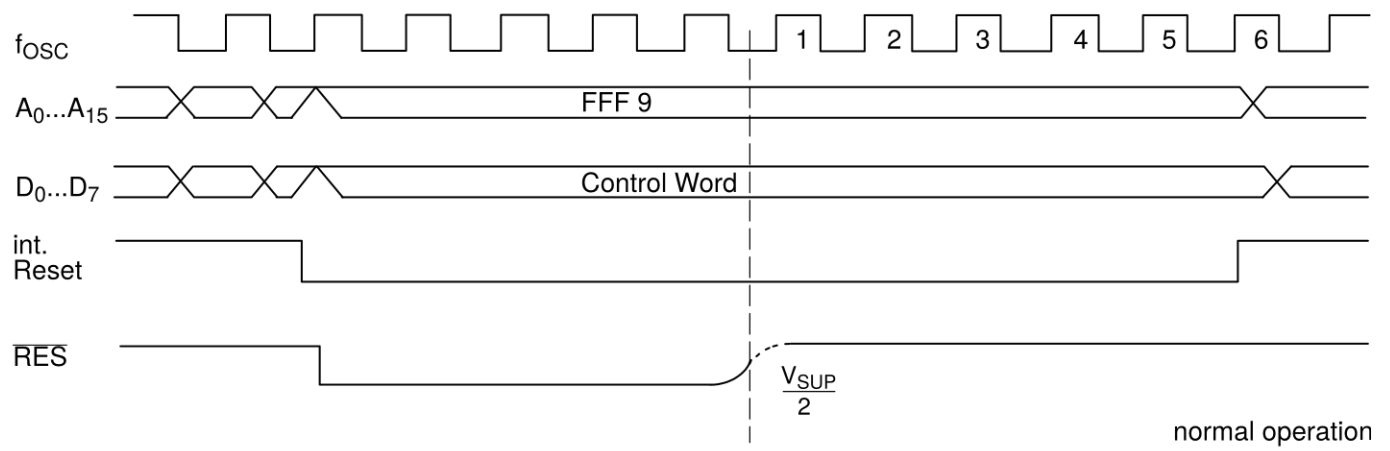 fOSC 1 2 3 4 5 6
A0...A15 FFF 9
D0...D7 Control Word
int.
Reset
RES
VSUP
2
normal operation